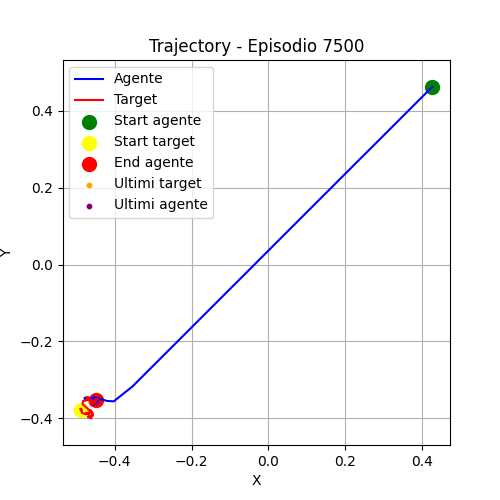 Trajectory - Episodio 7500
Agente
Target
Start agente
Start target
End agente
Ultimi target
Ultimi agente
Y
0.4
0.2
0.0
−0.2
−0.4
−0.4
−0.2
0.0
0.2
0.4
X